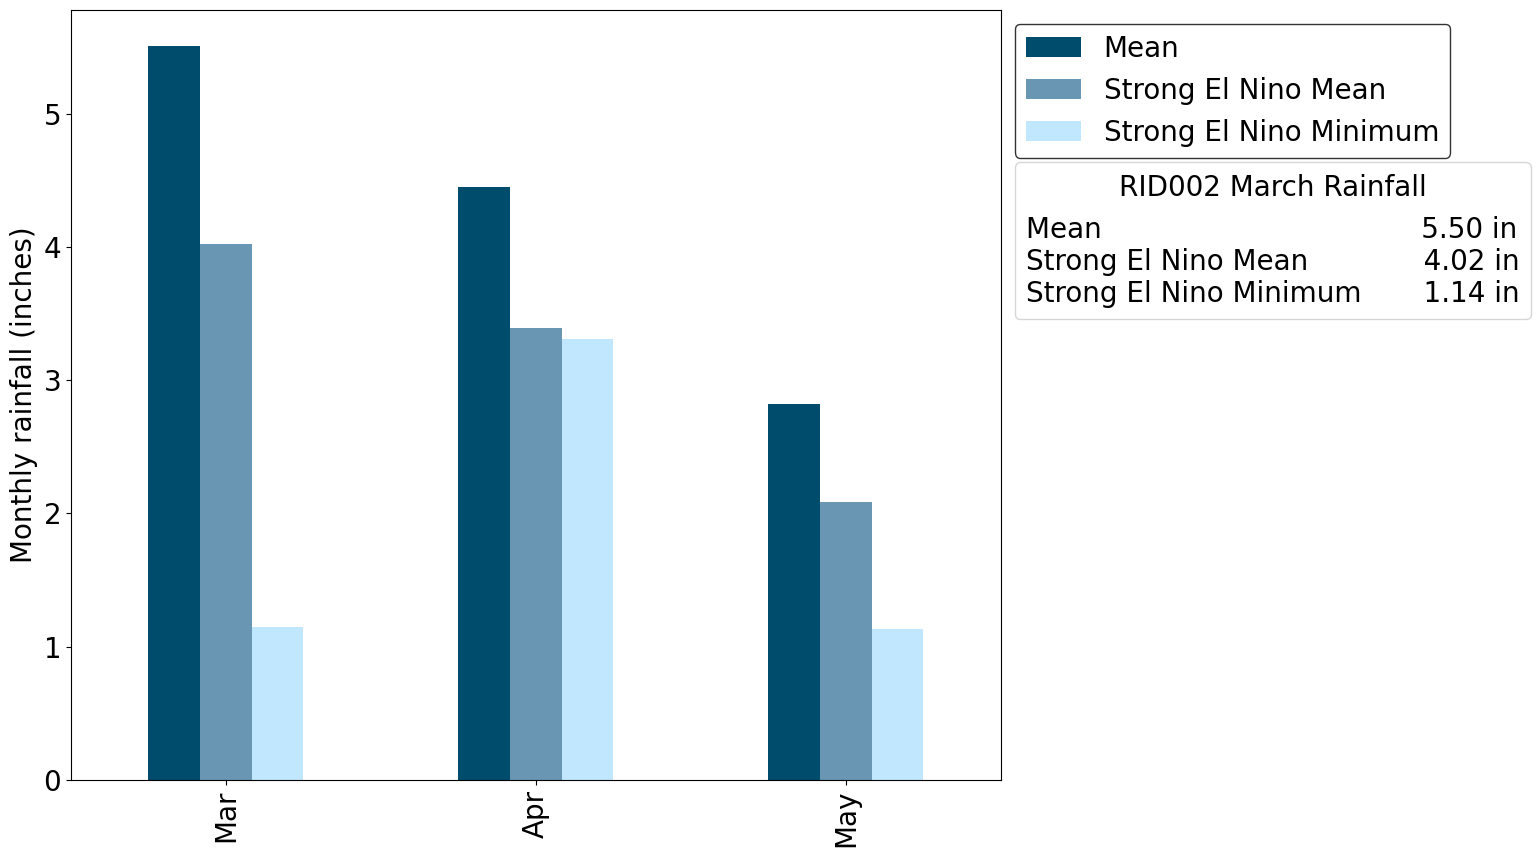 Monthly rainfall (inches)
5
4
3
2
1
0
Mar
Apr
May
Mean
Strong El Nino Mean
Strong El Nino Minimum
RID002 March Rainfall
Mean 5.50 in
Strong El Nino Mean 4.02 in
Strong El Nino Minimum 1.14 in